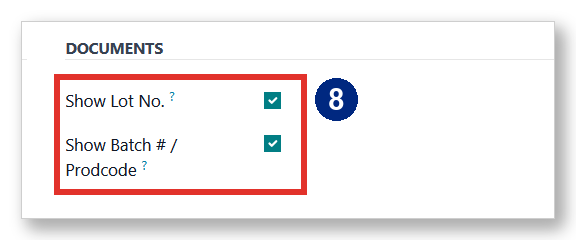 DOCUMENTS
Show Lot No. ?
8
Show Batch # /
Prodcode ?